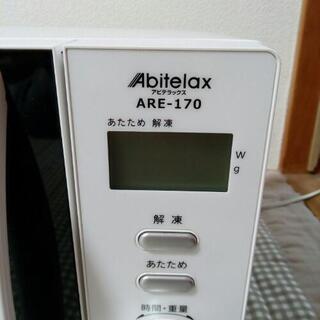 Abitelax
アビテラックス
ARE-170
あたため 解凍
W
g
解凍
あたため
時間・重量